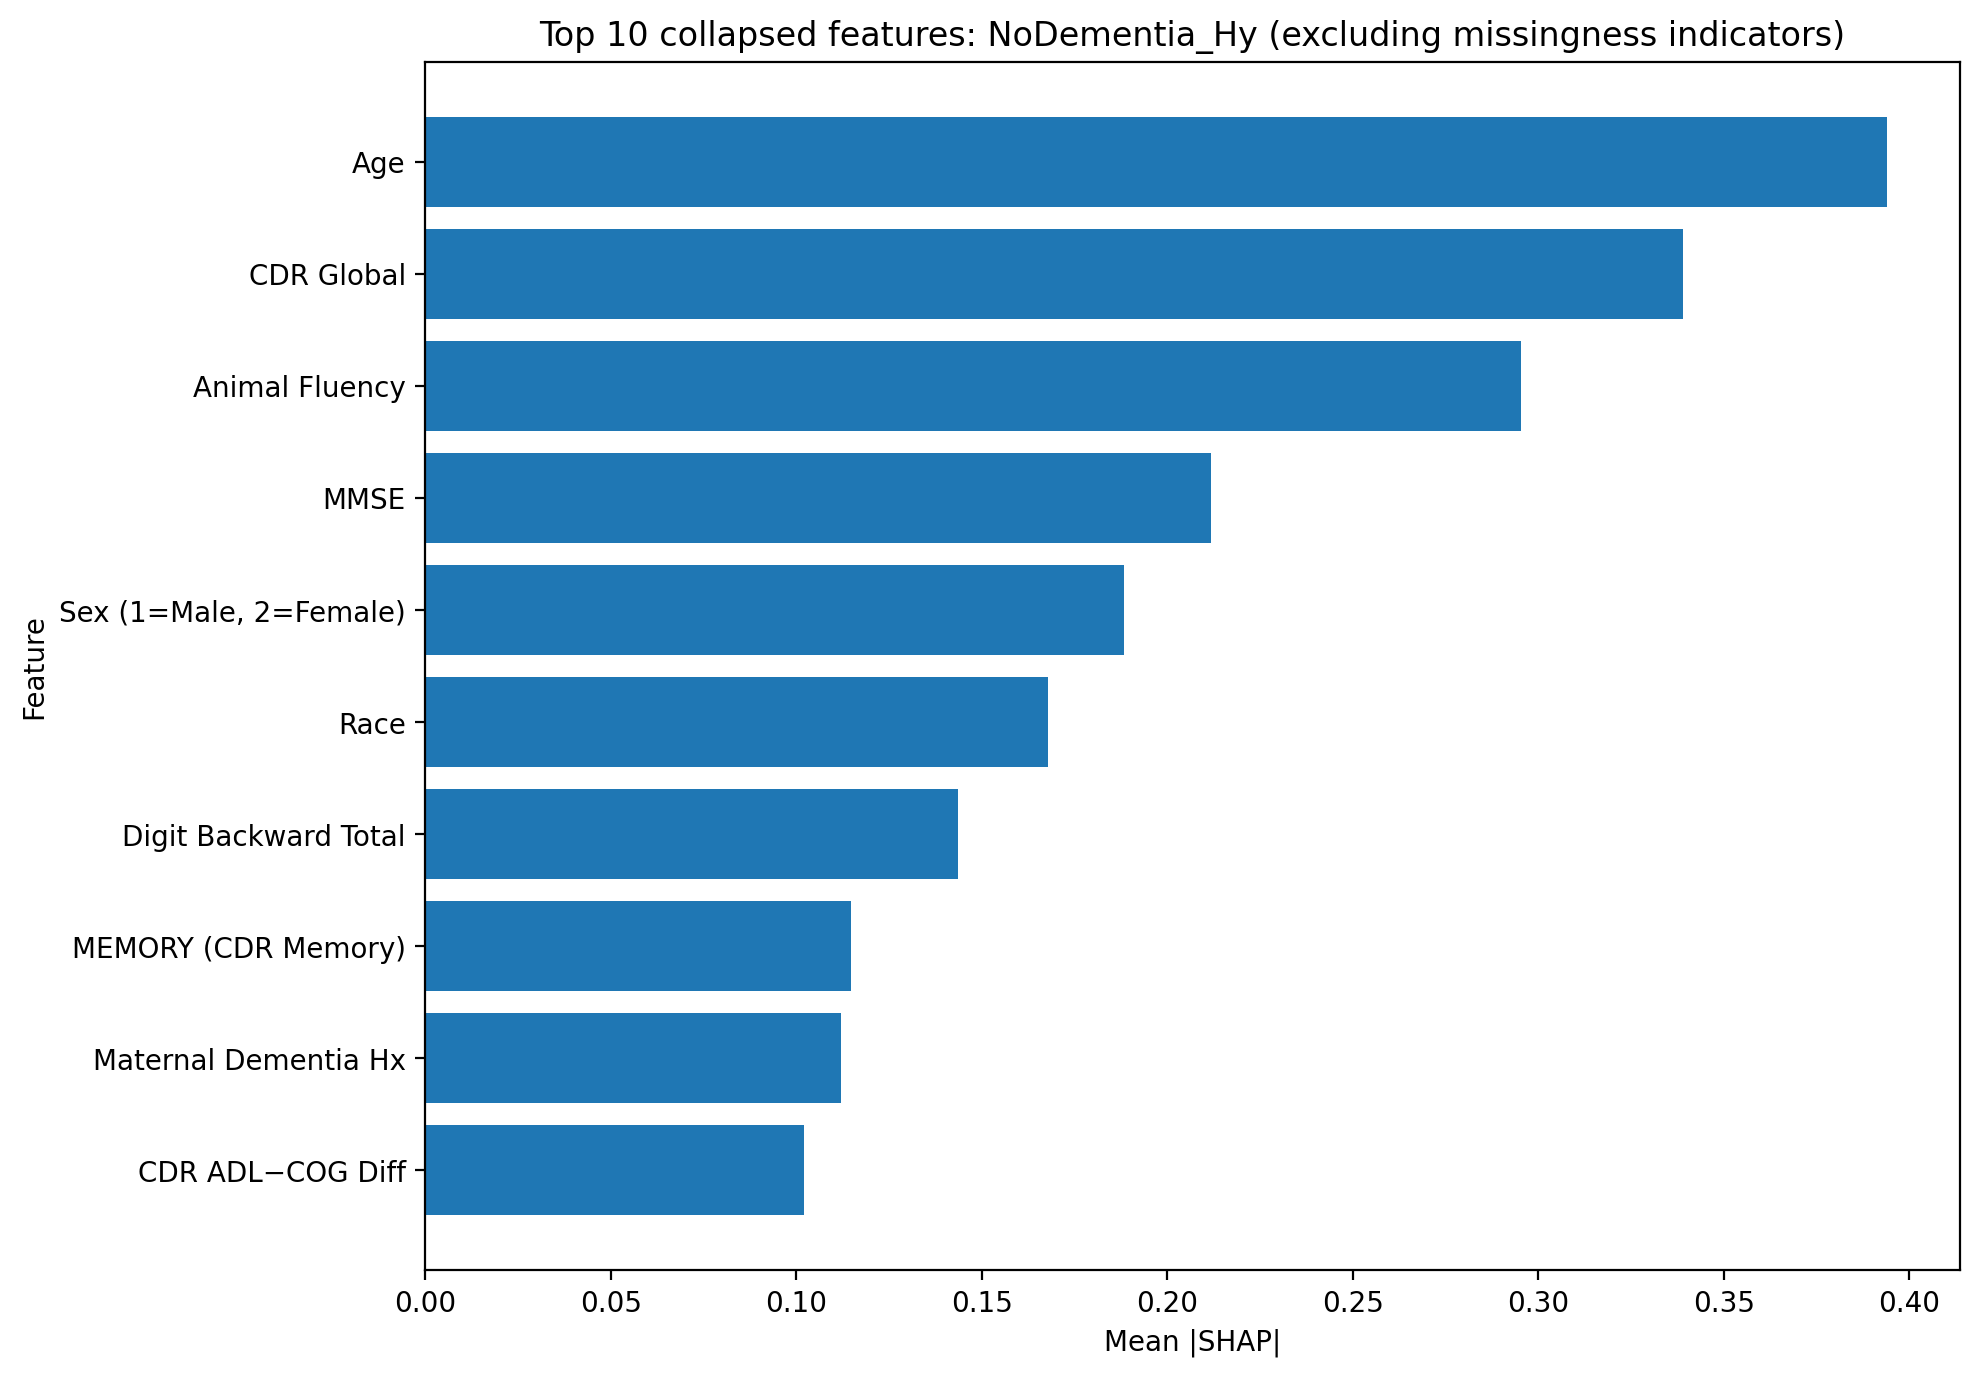 Top 10 collapsed features: NoDementia_Hy (excluding missingness indicators)
Feature
Age
CDR Global
Animal Fluency
MMSE
Sex (1=Male, 2=Female)
Race
Digit Backward Total
MEMORY (CDR Memory)
Maternal Dementia Hx
CDR ADL−COG Diff
0.00 0.05 0.10 0.15 0.20 0.25 0.30 0.35 0.40
Mean |SHAP|